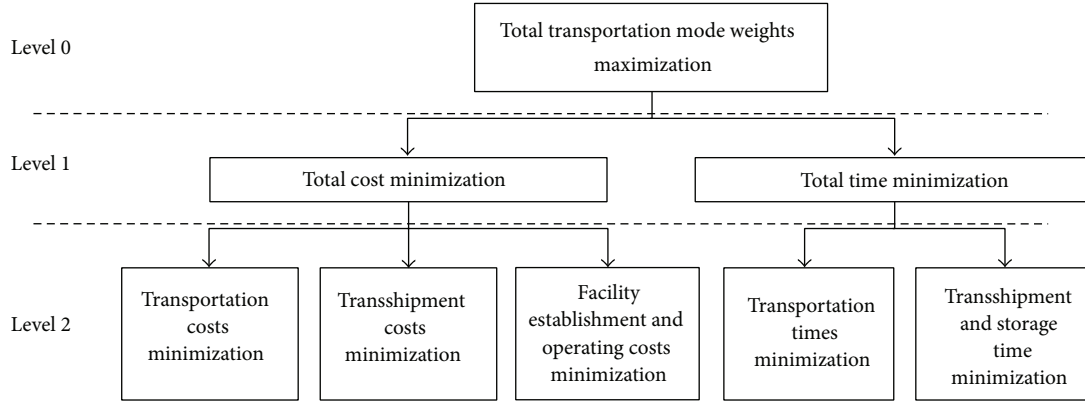 Level 0
Total transportation mode weights
maximization
Level 1
Total cost minimization
Total time minimization
Level 2
Transportation
costs
minimization
Transshipment
costs
minimization
Facility
establishment and
operating costs
minimization
Transportation
times
minimization
Transshipment
and storage
time
minimization